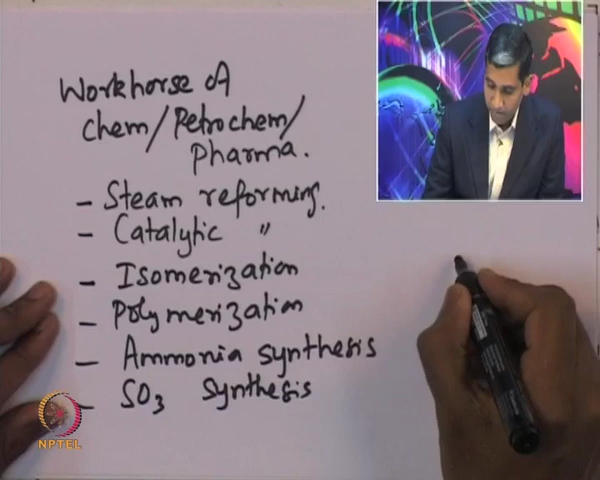 Workhorse of
Chem/Petrochem/
Pharma.
- Steam reforming.
- Catalytic "
- Isomerization
- Polymerization
- Ammonia synthesis
- SO₃ Synthesis
NPTEL